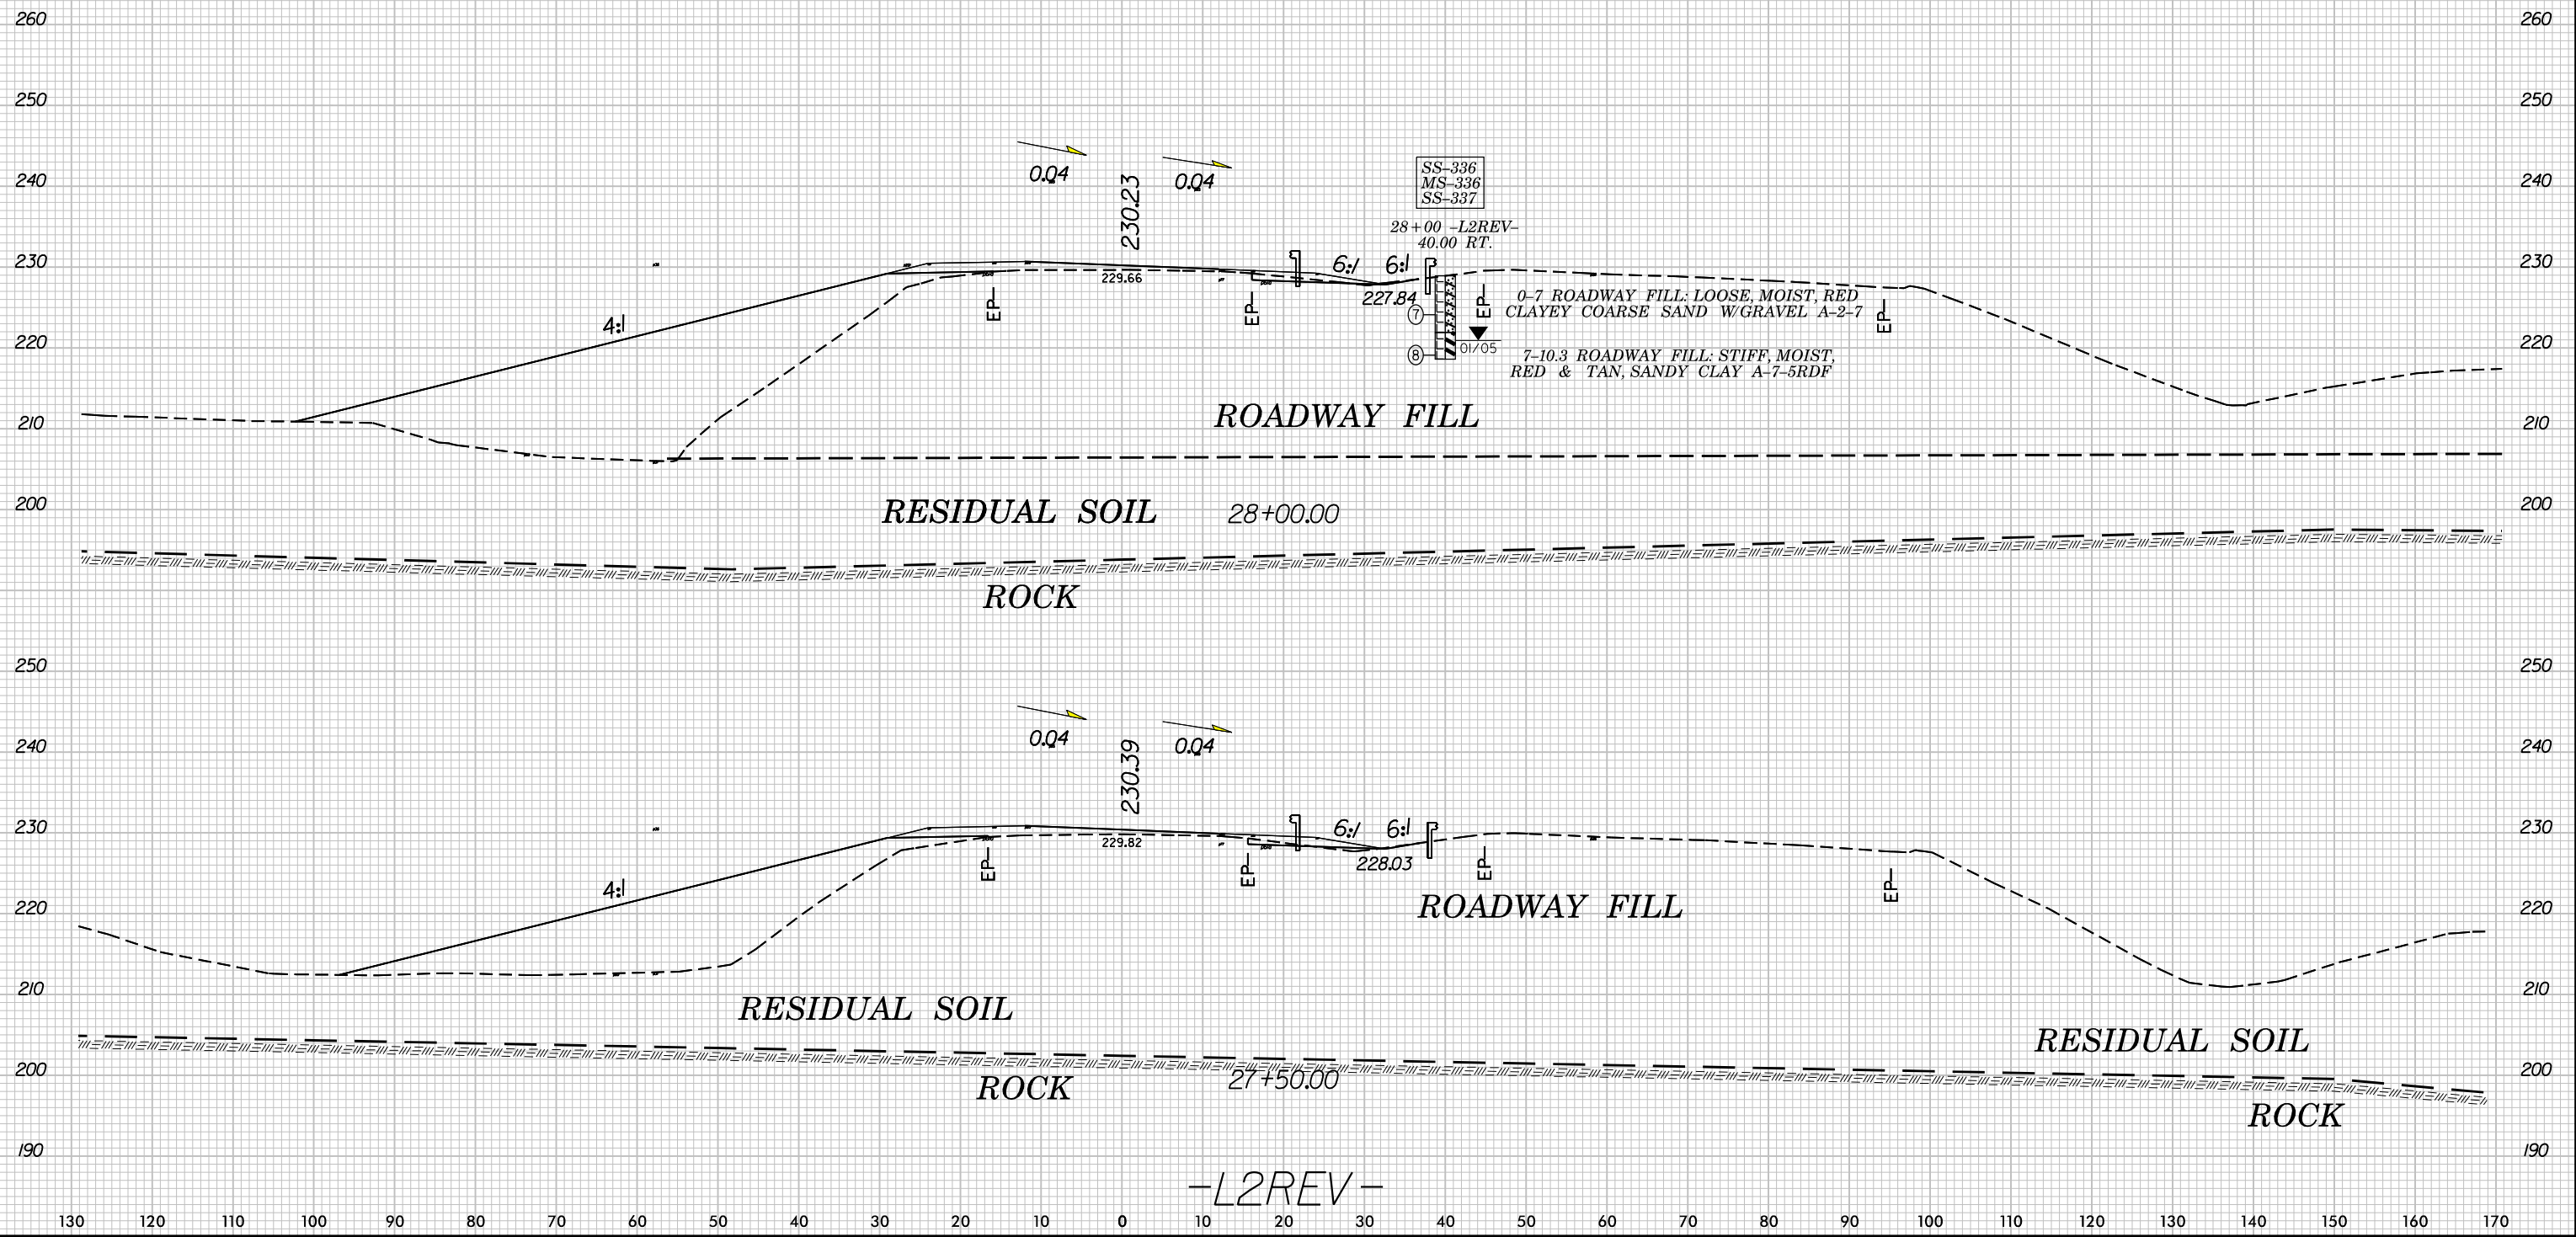 260 260
250 250
240 240
230 230
220 220
210 210
200 200
0.04 0.04
230.23
SS-336
MS-336
SS-337
28+00 -L2REV-
40.00 RT.
6:1 6:1
229.66
227.84
4:1
EP EP EP EP
7
8
01/05
0-7 ROADWAY FILL: LOOSE, MOIST, RED
CLAYEY COARSE SAND W/GRAVEL A-2-7
7-10.3 ROADWAY FILL: STIFF, MOIST,
RED & TAN, SANDY CLAY A-7-5RDF
ROADWAY FILL
RESIDUAL SOIL 28+00.00
ROCK
250 250
240 240
230 230
220 220
210 210
200 200
190 190
0.04 0.04
230.39
6:1 6:1
229.82
228.03
4:1
EP EP EP EP
ROADWAY FILL
RESIDUAL SOIL
RESIDUAL SOIL
ROCK 27+50.00
ROCK
-L2REV-
130 120 110 100 90 80 70 60 50 40 30 20 10 0 10 20 30 40 50 60 70 80 90 100 110 120 130 140 150 160 170